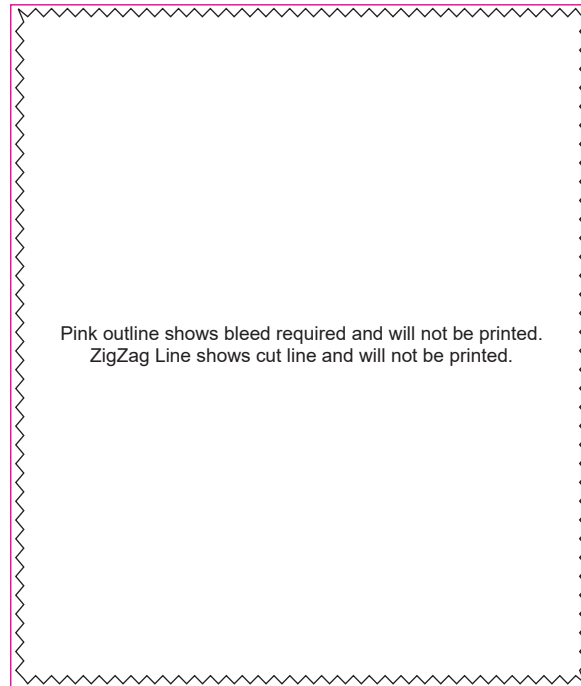 Pink outline shows bleed required and will not be printed.
ZigZag Line shows cut line and will not be printed.